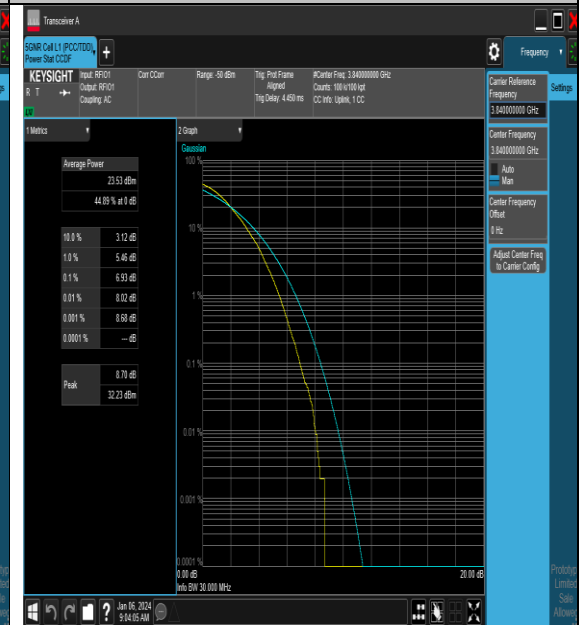 Transceiver A
5GNR Cell L1 (PCC/TDD),
Power Stat CCDF
+
Frequency
KEYSIGHT
R T
Input: RFIO1
Output: RFIO1
Coupling: AC
Corr CCorr
Range: -50 dBm
Trig: Prot Frame
Aligned
Trig Delay: 4.450 ms
#Center Freq: 3.840000000 GHz
Counts: 100 k/100 kpt
CC Info: Uplink, 1 CC
Carrier Reference
Frequency
3.840000000 GHz
Settings
1 Metrics
2 Graph
Center Frequency
3.840000000 GHz
Auto
Man
Center Frequency
Offset
0 Hz
Adjust Center Freq
to Carrier Config
Average Power
23.53 dBm
44.09 % at 0 dB
10.0 % 3.12 dB
1.0 % 5.46 dB
0.1 % 6.93 dB
0.01 % 8.02 dB
0.001 % 8.68 dB
0.0001 % --- dB
Peak
8.70 dB
32.23 dBm
Gaussian
100 %
10 %
1 %
0.1 %
0.01 %
0.001 %
0.0001 %
0.00 dB
20.00 dB
Info BW 30.000 MHz
Prototyp
Limited
Sale
Allowed
?
Jan 06, 2024
9:04:05 AM